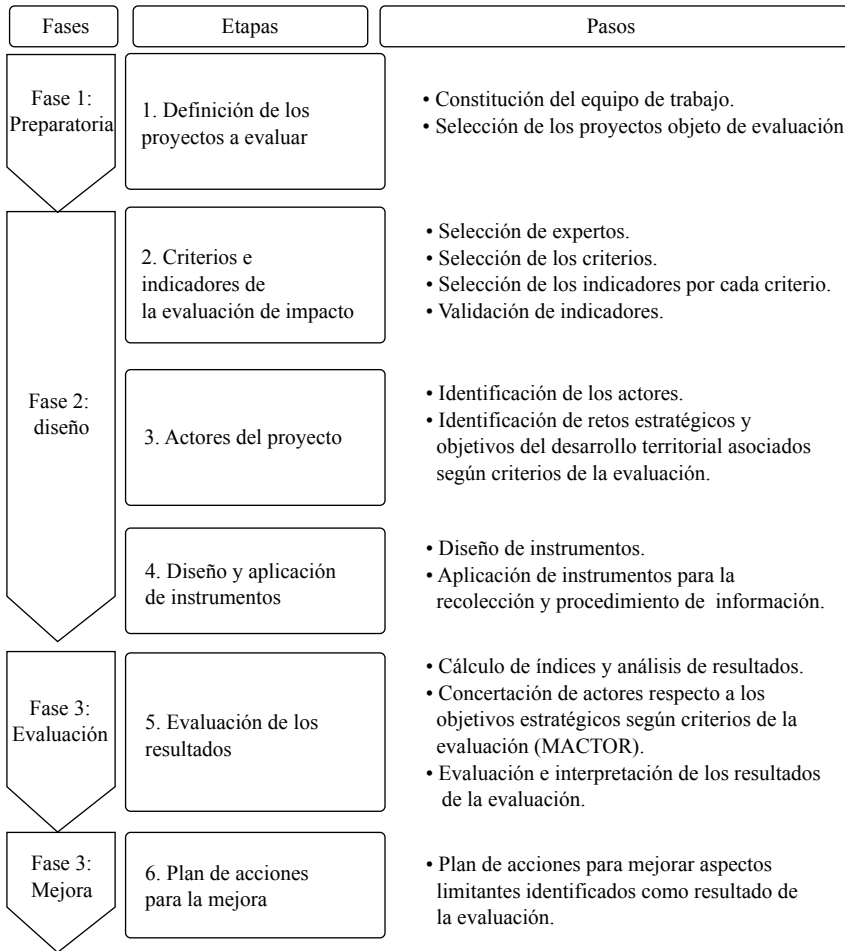 Fases
Etapas
Pasos
Fase 1:
Preparatoria
1. Definición de los
proyectos a evaluar
• Constitución del equipo de trabajo.
• Selección de los proyectos objeto de evaluación
Fase 2:
diseño
2. Criterios e
indicadores de
la evaluación de impacto
• Selección de expertos.
• Selección de los criterios.
• Selección de los indicadores por cada criterio.
• Validación de indicadores.
3. Actores del proyecto
• Identificación de los actores.
• Identificación de retos estratégicos y
objetivos del desarrollo territorial asociados
según criterios de la evaluación.
4. Diseño y aplicación
de instrumentos
• Diseño de instrumentos.
• Aplicación de instrumentos para la
recolección y procedimiento de información.
Fase 3:
Evaluación
5. Evaluación de los
resultados
• Cálculo de índices y análisis de resultados.
• Concertación de actores respecto a los
objetivos estratégicos según criterios de la
evaluación (MACTOR).
• Evaluación e interpretación de los resultados
de la evaluación.
Fase 3:
Mejora
6. Plan de acciones
para la mejora
• Plan de acciones para mejorar aspectos
limitantes identificados como resultado de
la evaluación.